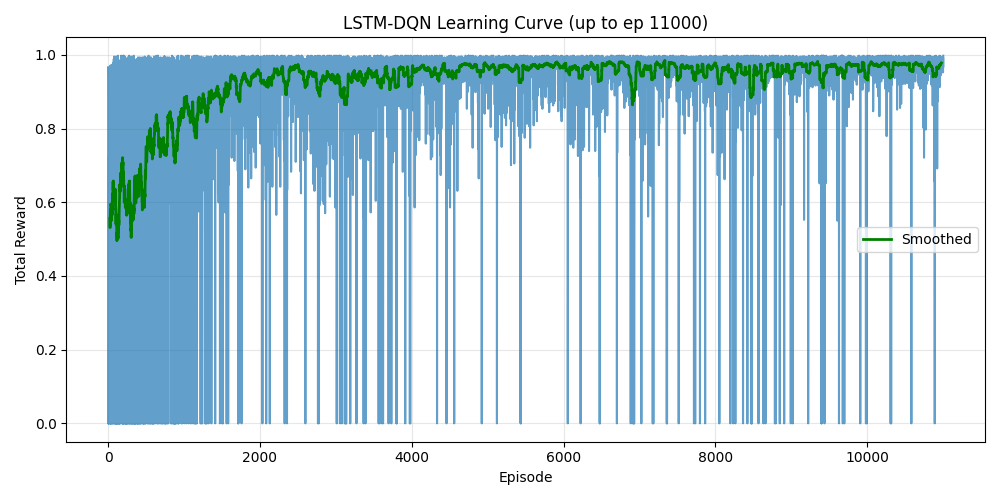 LSTM-DQN Learning Curve (up to ep 11000)
1.0
0.8
0.6
0.4
0.2
0.0
Total Reward
Smoothed
0 2000 4000 6000 8000 10000
Episode